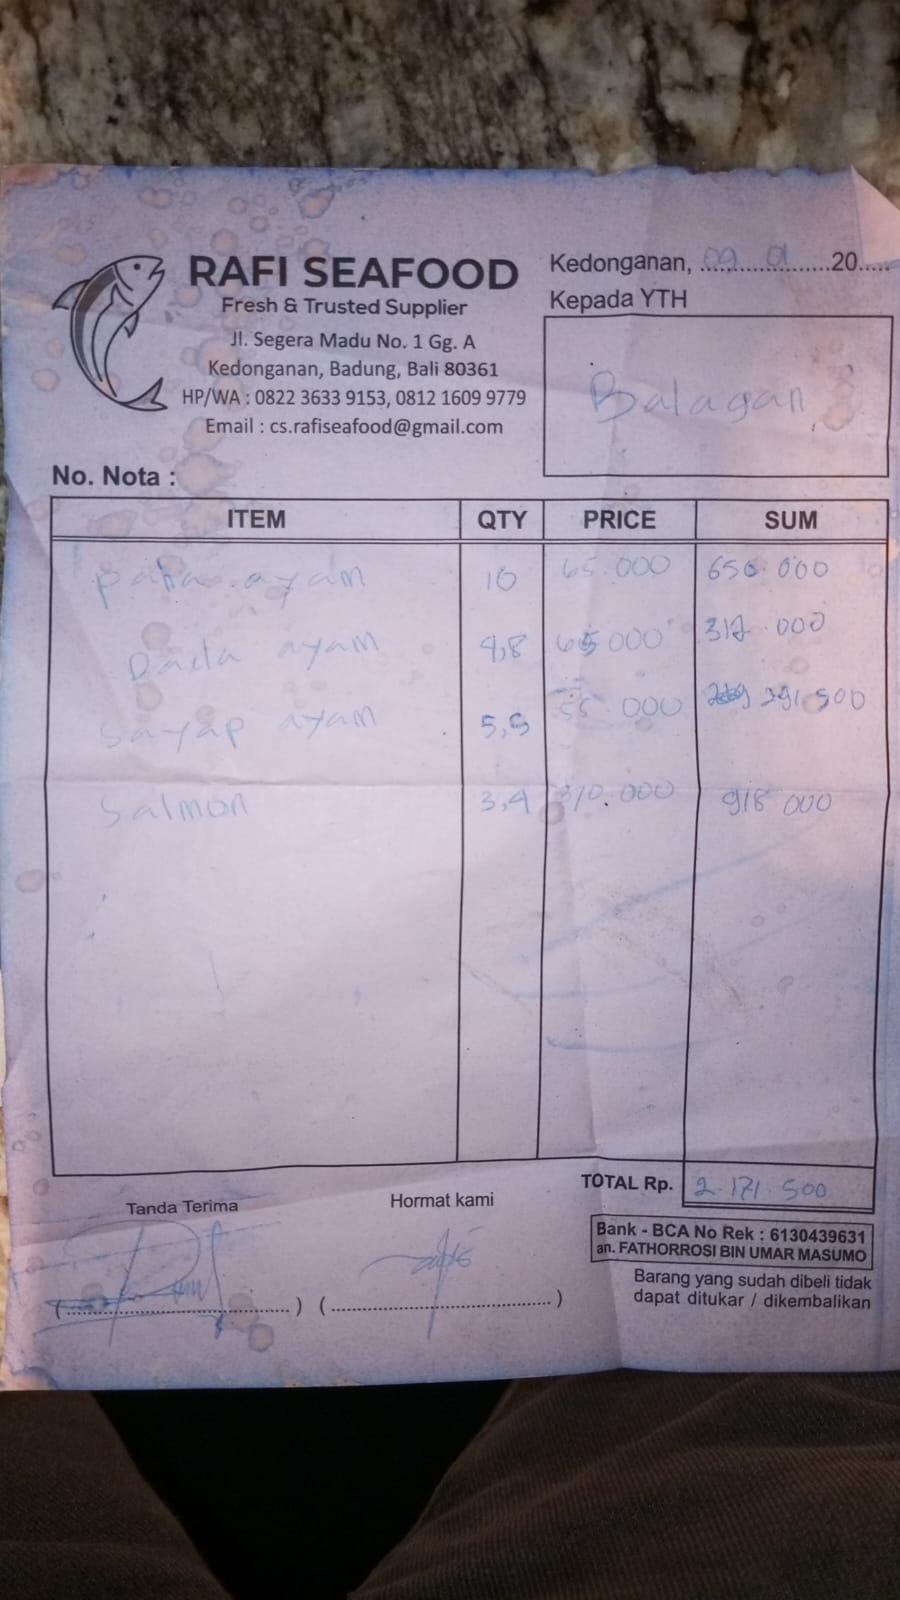 RAFI SEAFOOD
Fresh & Trusted Supplier
Jl. Segera Madu No. 1 Gg. A
Kedonganan, Badung, Bali 80361
HP/WA : 0822 3633 9153, 0812 1609 9779
Email : cs.rafiseafood@gmail.com
Kedonganan, 09 01 20.....
Kepada YTH
Balagan
No. Nota :
ITEM QTY PRICE SUM
paha ayam 10 65.000 650.000
Dada ayam 4,8 65 000 312.000
Sayap ayam 5,5 000 291.500
Salmon 3,4 000 918 000
TOTAL Rp. 2.171.500
Tanda Terima Hormat kami
Bank - BCA No Rek : 6130439631
an. FATHORROSI BIN UMAR MASUMO
Barang yang sudah dibeli tidak
dapat ditukar / dikembalikan
(..............................) (..............................)